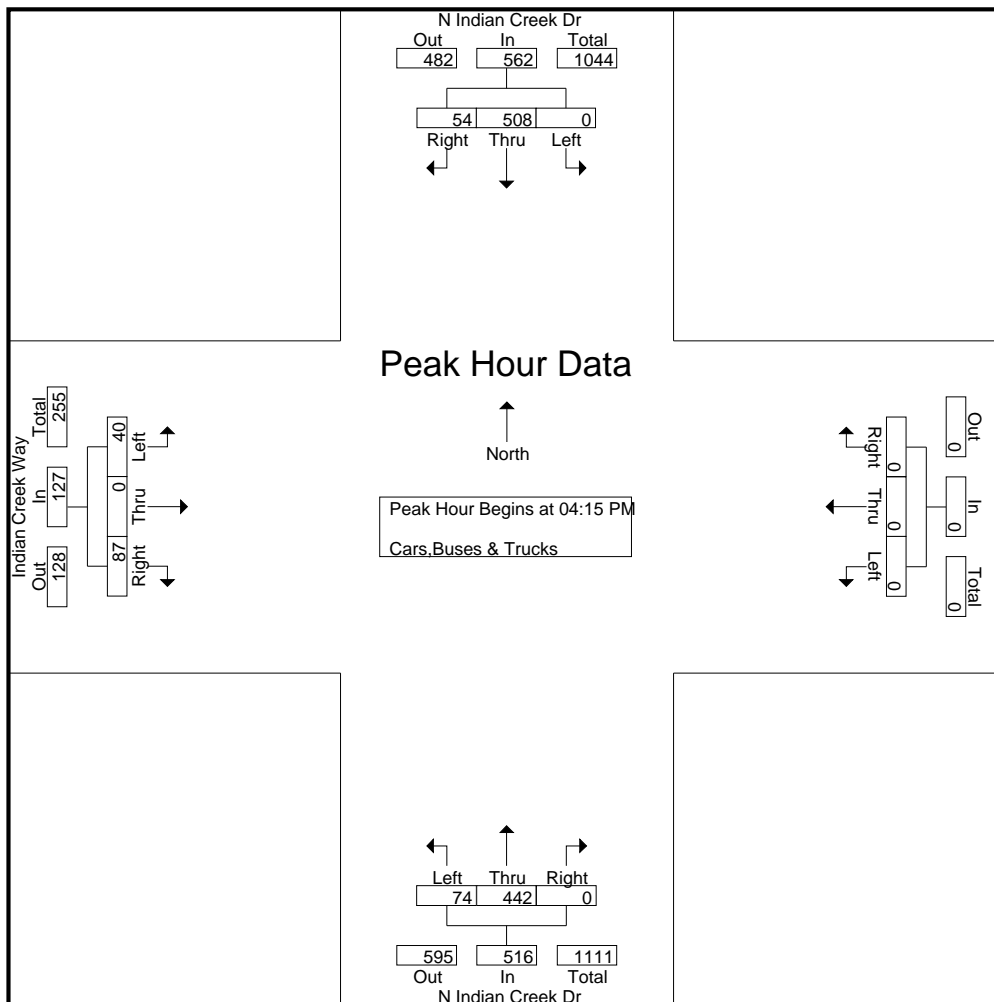 N Indian Creek Dr
Out In Total
482 562 1044
54 508 0
Right Thru Left
Peak Hour Data
North
Peak Hour Begins at 04:15 PM
Cars,Buses & Trucks
Indian Creek Way
Out In Total
128 127 255
87 0 40
Right Thru Left
Out In Total
0 0 0
0 0 0
Right Thru Left
Left Thru Right
74 442 0
595 516 1111
Out In Total
N Indian Creek Dr